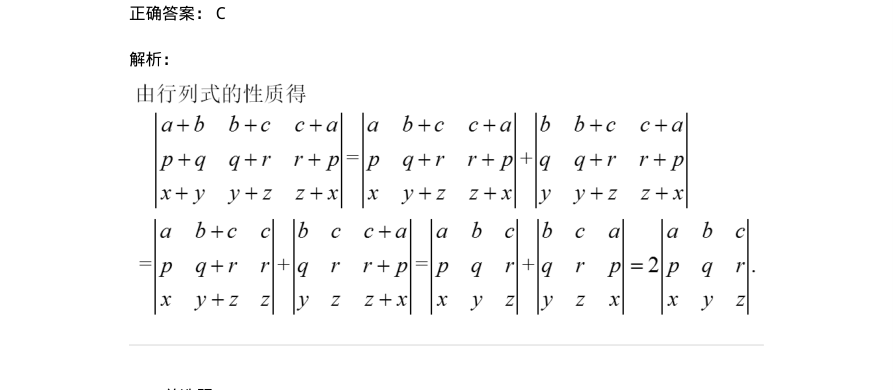 正确答案： C
解析：
由行列式的性质得
|a+b b+c c+a| |a b+c c+a| |b b+c c+a|
|p+q q+r r+p|=|p q+r r+p|+|q q+r r+p|
|x+y y+z z+x| |x y+z z+x| |y y+z z+x|
|a b+c c| |b c c+a| |a b c| |b c a| |a b c|
=|p q+r r|+|q r r+p|=|p q r|+|q r p|=2|p q r|.
|x y+z z| |y z z+x| |x y z| |y z x| |x y z|